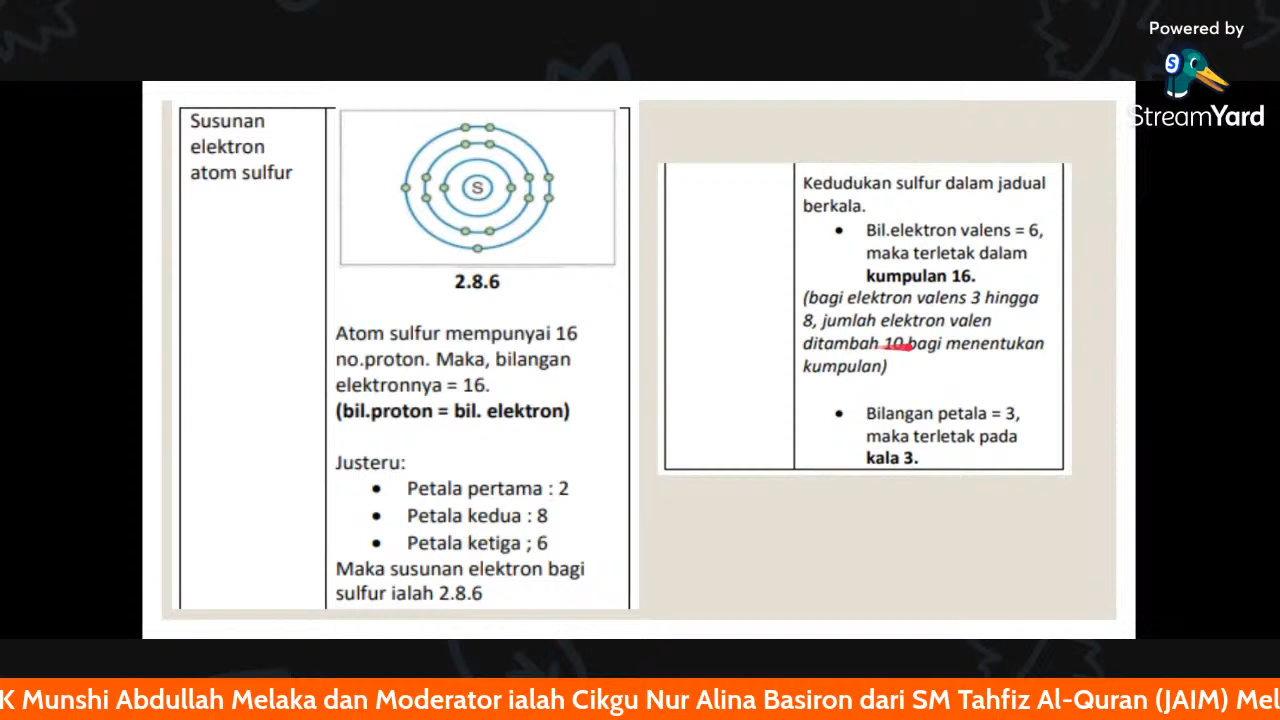 Powered by
StreamYard
Susunan
elektron
atom sulfur
S
2.8.6
Atom sulfur mempunyai 16
no.proton. Maka, bilangan
elektronnya = 16.
(bil.proton = bil. elektron)
Justeru:
• Petala pertama : 2
• Petala kedua : 8
• Petala ketiga ; 6
Maka susunan elektron bagi
sulfur ialah 2.8.6
Kedudukan sulfur dalam jadual
berkala.
• Bil.elektron valens = 6,
maka terletak dalam
kumpulan 16.
(bagi elektron valens 3 hingga
8, jumlah elektron valen
ditambah 10 bagi menentukan
kumpulan)
• Bilangan petala = 3,
maka terletak pada
kala 3.
K Munshi Abdullah Melaka dan Moderator ialah Cikgu Nur Alina Basiron dari SM Tahfiz Al-Quran (JAIM) Mel